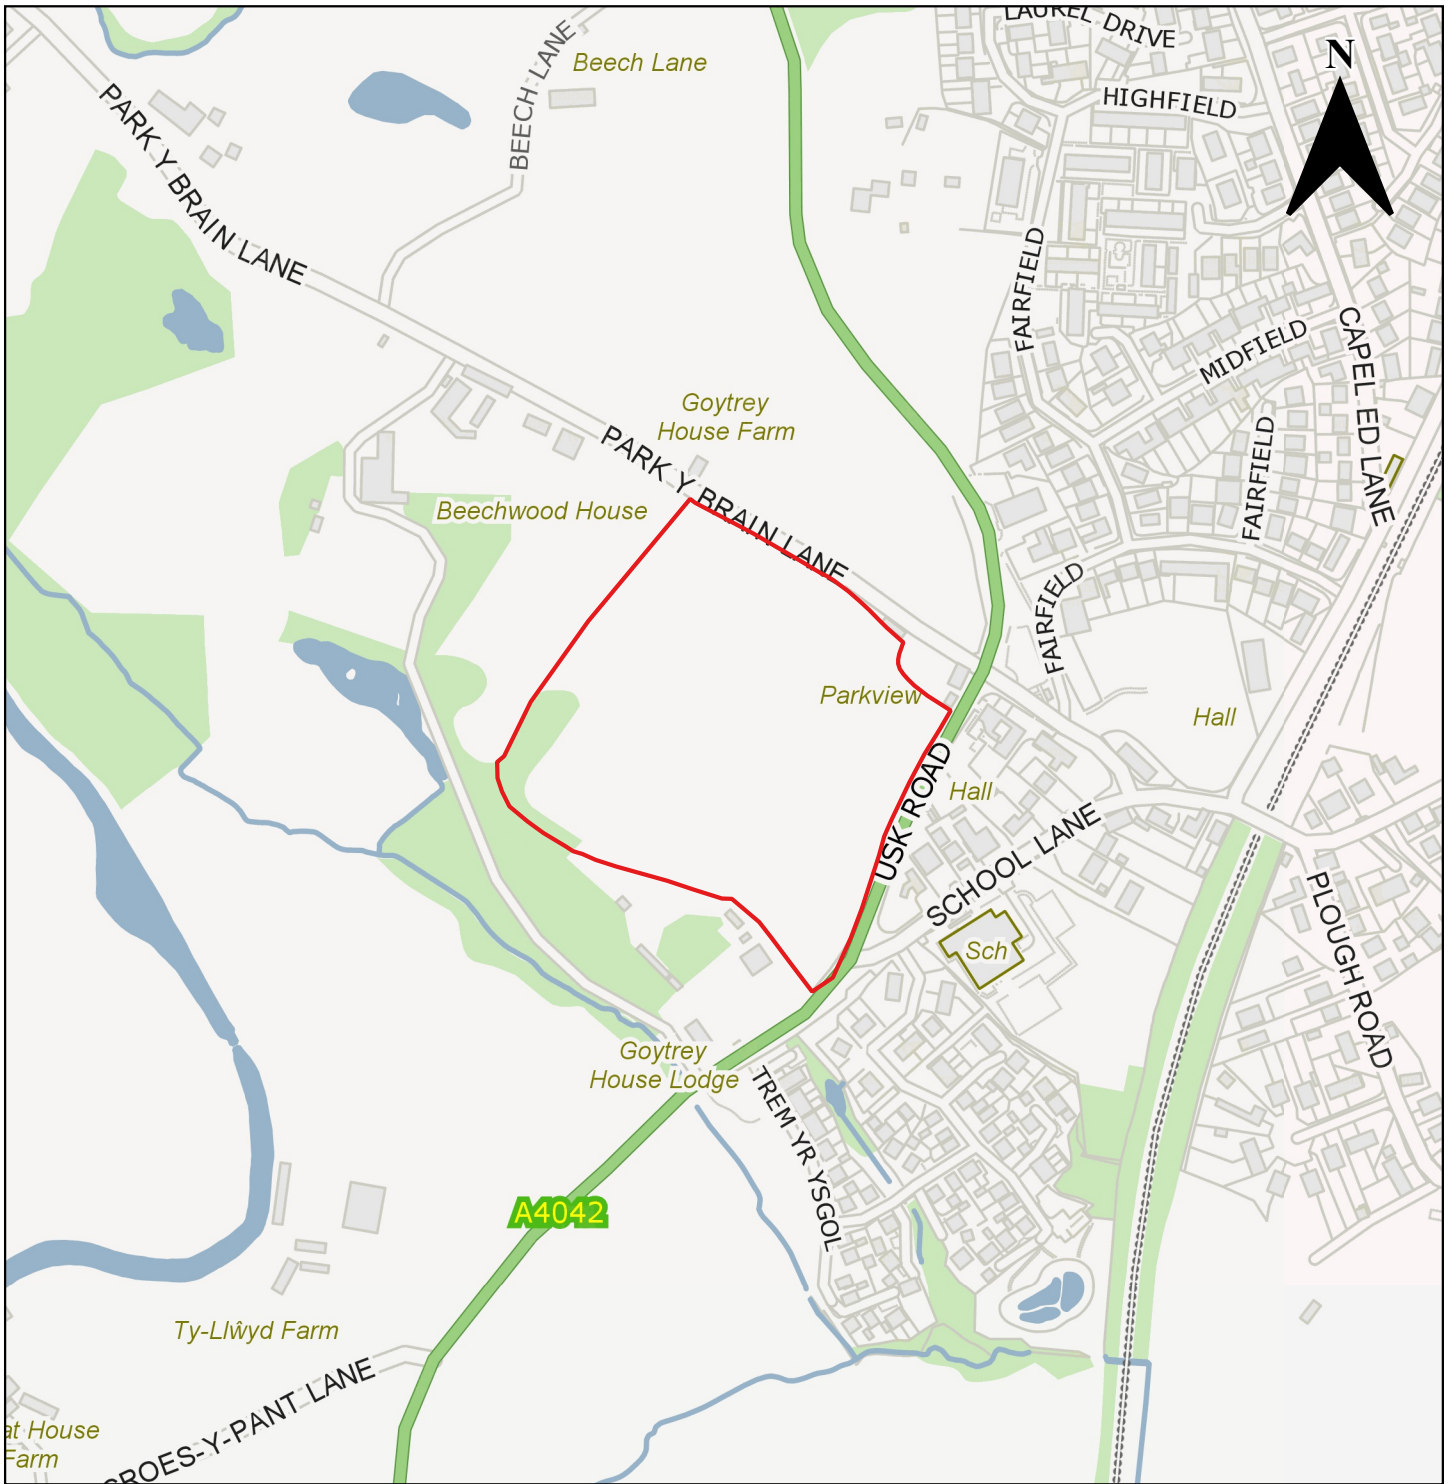 LAUREL DRIVE
N
BEECH LANE
Beech Lane
HIGHFIELD
PARK Y BRAIN LANE
FAIRFIELD
MIDFIELD
CAPEL ED LANE
Goytrey
House Farm
PARK Y BRAIN LANE
FAIRFIELD
Beechwood House
FAIRFIELD
Parkview
Hall
USK ROAD
Hall
SCHOOL LANE
Sch
PLOUGH ROAD
Goytrey
House Lodge
TREM YR YSGOL
A4042
Ty-Llŵyd Farm
CROES-Y-PANT LANE
at House
Farm